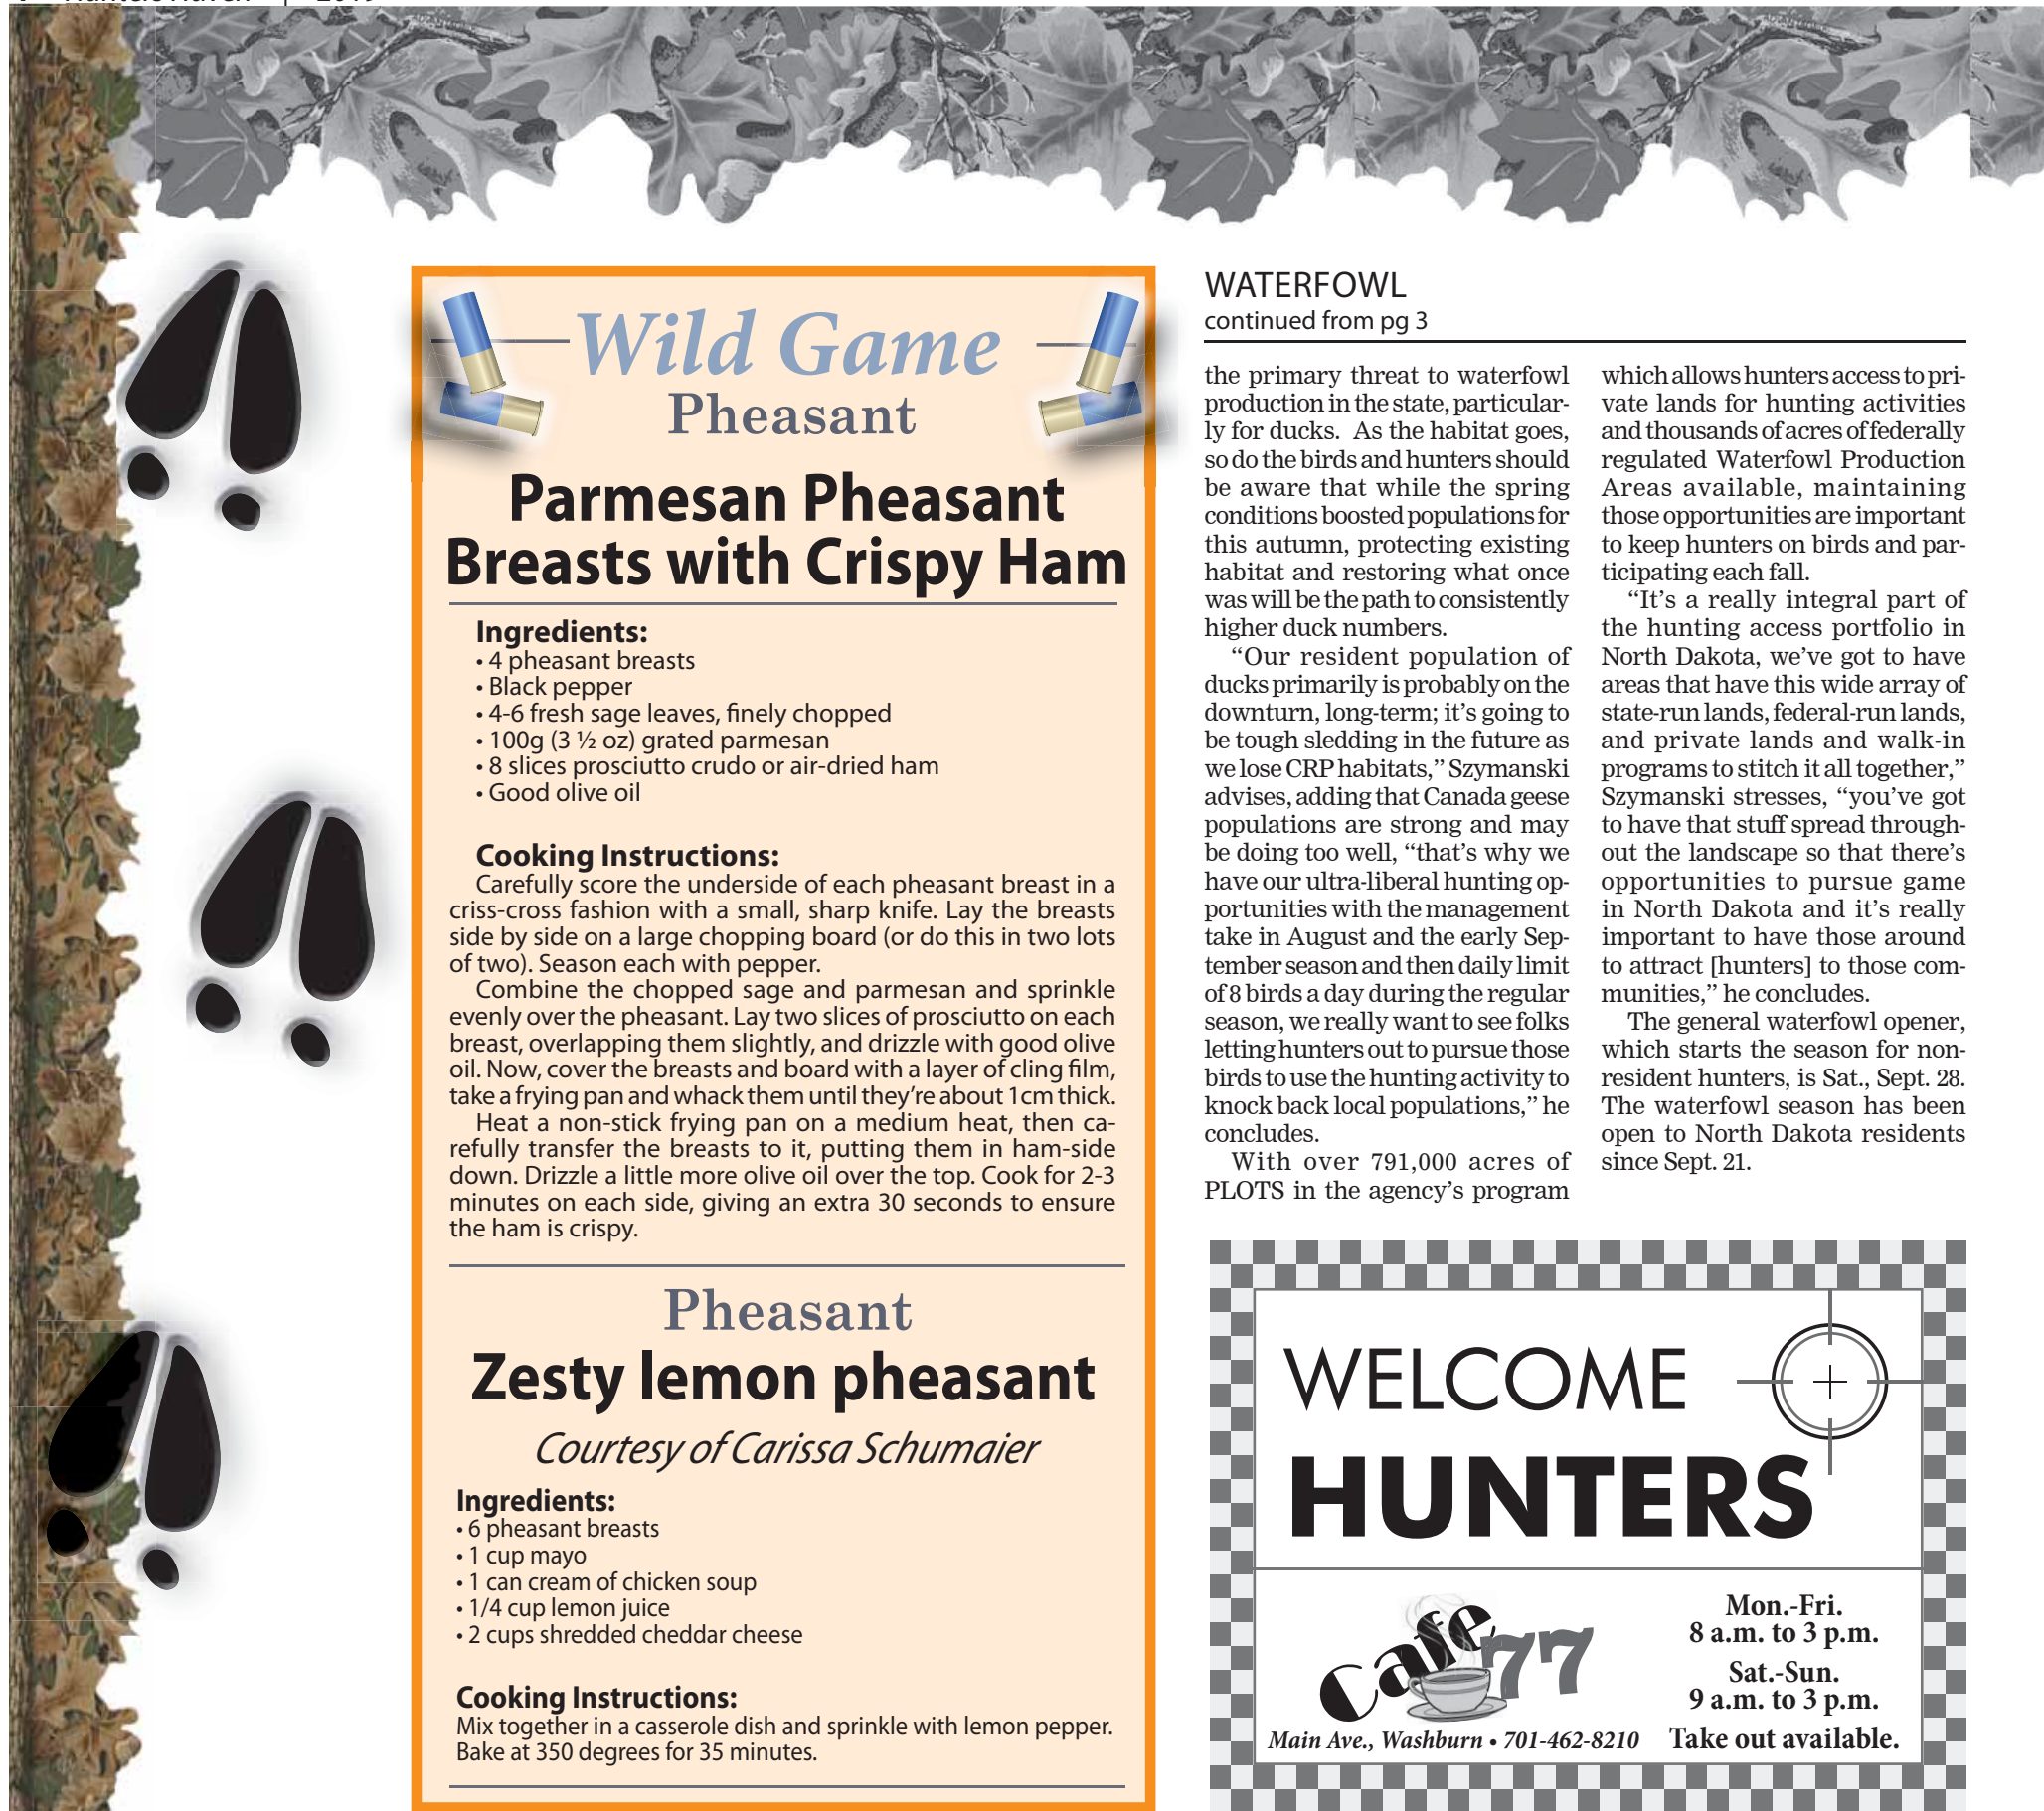 Wild Game
Pheasant
Parmesan Pheasant
Breasts with Crispy Ham
Ingredients:
• 4 pheasant breasts
• Black pepper
• 4-6 fresh sage leaves, finely chopped
• 100g (3 ½ oz) grated parmesan
• 8 slices prosciutto crudo or air-dried ham
• Good olive oil
Cooking Instructions:
Carefully score the underside of each pheasant breast in a
criss-cross fashion with a small, sharp knife. Lay the breasts
side by side on a large chopping board (or do this in two lots
of two). Season each with pepper.
Combine the chopped sage and parmesan and sprinkle
evenly over the pheasant. Lay two slices of prosciutto on each
breast, overlapping them slightly, and drizzle with good olive
oil. Now, cover the breasts and board with a layer of cling film,
take a frying pan and whack them until they're about 1cm thick.
Heat a non-stick frying pan on a medium heat, then ca-
refully transfer the breasts to it, putting them in ham-side
down. Drizzle a little more olive oil over the top. Cook for 2-3
minutes on each side, giving an extra 30 seconds to ensure
the ham is crispy.
Pheasant
Zesty lemon pheasant
Courtesy of Carissa Schumaier
Ingredients:
• 6 pheasant breasts
• 1 cup mayo
• 1 can cream of chicken soup
• 1/4 cup lemon juice
• 2 cups shredded cheddar cheese
Cooking Instructions:
Mix together in a casserole dish and sprinkle with lemon pepper.
Bake at 350 degrees for 35 minutes.
WATERFOWL
continued from pg 3
the primary threat to waterfowl
production in the state, particular-
ly for ducks. As the habitat goes,
so do the birds and hunters should
be aware that while the spring
conditions boosted populations for
this autumn, protecting existing
habitat and restoring what once
was will be the path to consistently
higher duck numbers.
“Our resident population of
ducks primarily is probably on the
downturn, long-term; it's going to
be tough sledding in the future as
we lose CRP habitats,” Szymanski
advises, adding that Canada geese
populations are strong and may
be doing too well, “that's why we
have our ultra-liberal hunting op-
portunities with the management
take in August and the early Sep-
tember season and then daily limit
of 8 birds a day during the regular
season, we really want to see folks
letting hunters out to pursue those
birds to use the hunting activity to
knock back local populations,” he
concludes.
With over 791,000 acres of
PLOTS in the agency's program
which allows hunters access to pri-
vate lands for hunting activities
and thousands of acres of federally
regulated Waterfowl Production
Areas available, maintaining
those opportunities are important
to keep hunters on birds and par-
ticipating each fall.
“It's a really integral part of
the hunting access portfolio in
North Dakota, we've got to have
areas that have this wide array of
state-run lands, federal-run lands,
and private lands and walk-in
programs to stitch it all together,”
Szymanski stresses, “you've got
to have that stuff spread through-
out the landscape so that there's
opportunities to pursue game
in North Dakota and it's really
important to have those around
to attract [hunters] to those com-
munities,” he concludes.
The general waterfowl opener,
which starts the season for non-
resident hunters, is Sat., Sept. 28.
The waterfowl season has been
open to North Dakota residents
since Sept. 21.
WELCOME
HUNTERS
Cafe 77
Main Ave., Washburn • 701-462-8210
Mon.-Fri.
8 a.m. to 3 p.m.
Sat.-Sun.
9 a.m. to 3 p.m.
Take out available.